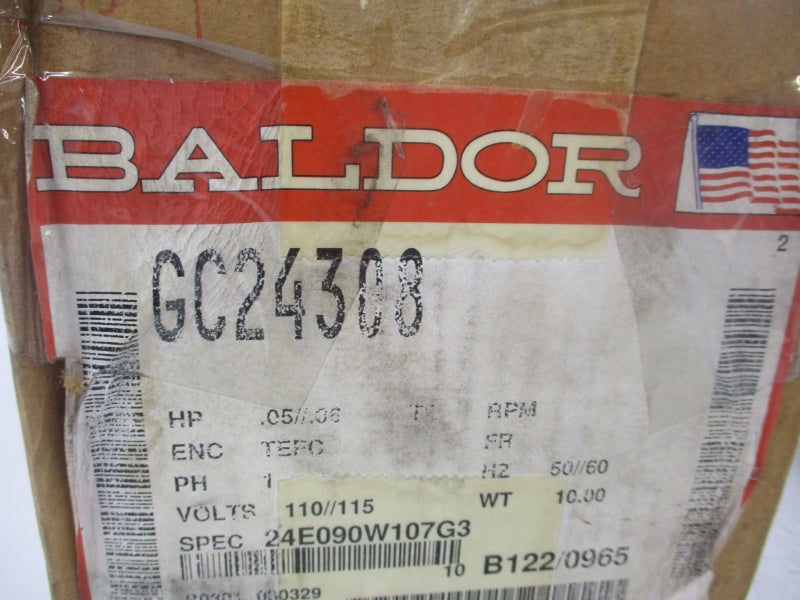 BALDOR
2
GC24308
HP .05//.06 RPM
ENC TEFC FR
PH 1 HZ 50//60
VOLTS 110//115 WT 10.00
SPEC 24E090W107G3
10 B122/0965